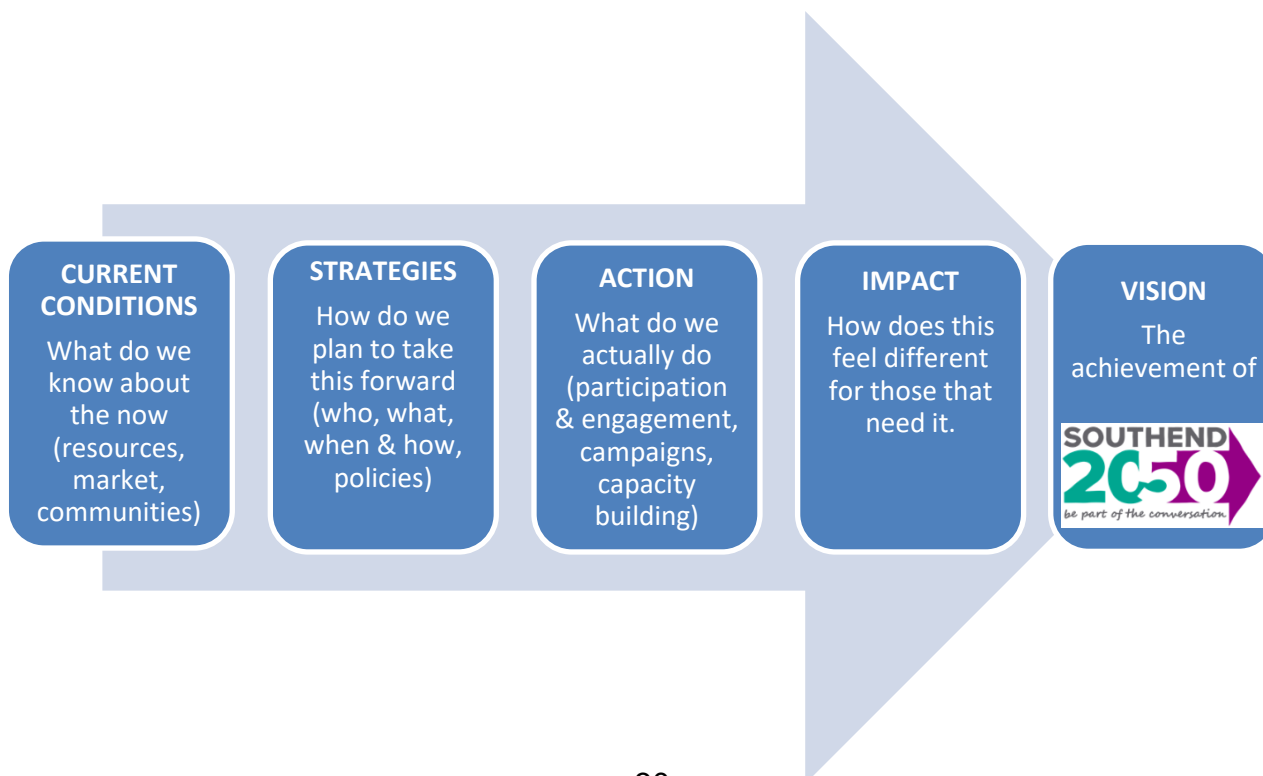 CURRENT
CONDITIONS
What do we
know about
the now
(resources,
market,
communities)
STRATEGIES
How do we
plan to take
this forward
(who, what,
when & how,
policies)
ACTION
What do we
actually do
(participation
& engagement,
campaigns,
capacity
building)
IMPACT
How does this
feel different
for those that
need it.
VISION
The
achievement of
SOUTHEND
2050
be part of the conversation